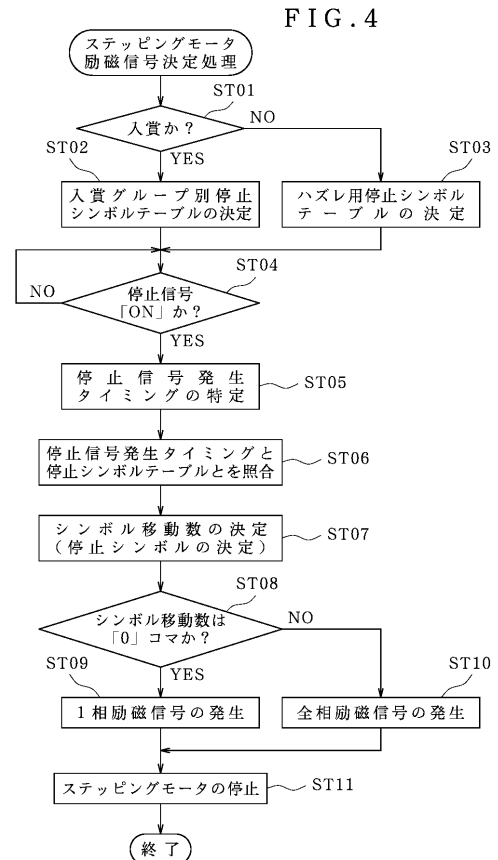 FIG.4
ステッピングモータ
励磁信号決定処理
ST01
入賞か？
NO
YES
ST02
入賞グループ別停止
シンボルテーブルの決定
ST03
ハズレ用停止シンボル
テーブルの決定
ST04
停止信号
「ON」か？
NO
YES
停止信号発生
タイミングの特定
ST05
停止信号発生タイミングと
停止シンボルテーブルとを照合
ST06
シンボル移動数の決定
（停止シンボルの決定）
ST07
ST08
シンボル移動数は
「0」コマか？
NO
YES
ST09
1相励磁信号の発生
ST10
全相励磁信号の発生
ステッピングモータの停止
ST11
終了